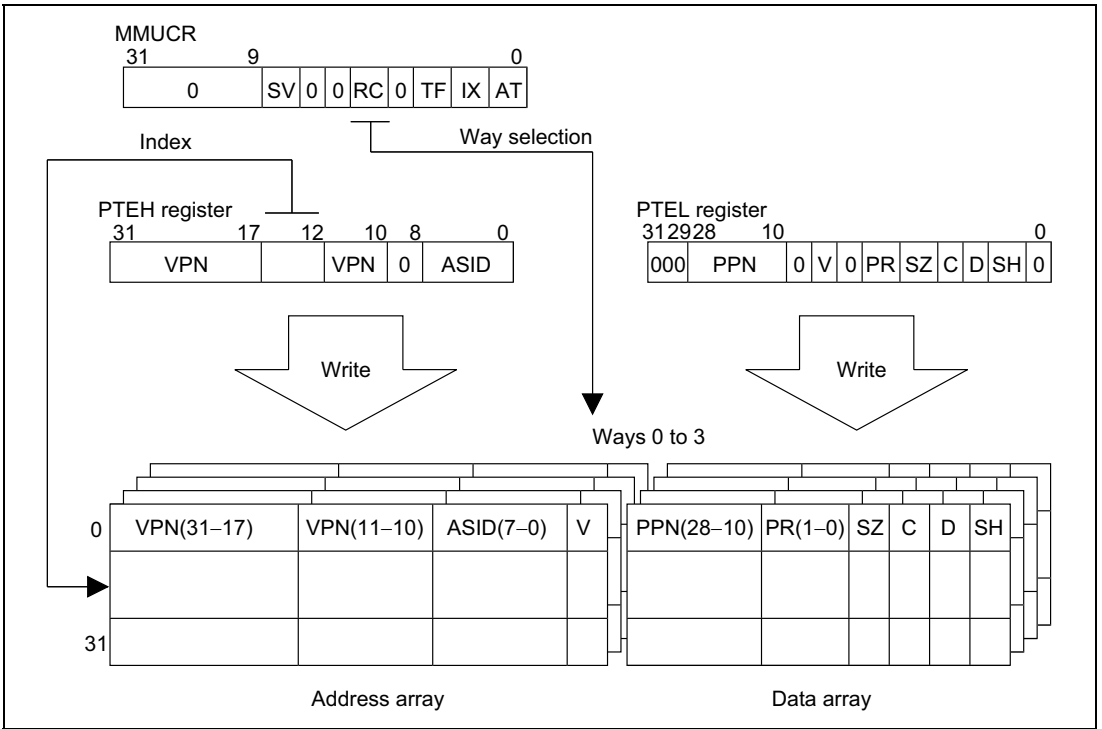 MMUCR
31 9 0
0 SV 0 0 RC 0 TF IX AT
Index
Way selection
PTEH register
31 17 12 10 8 0
VPN VPN 0 ASID
PTEL register
31 29 28 10 0
000 PPN 0 V 0 PR SZ C D SH 0
Write
Write
Ways 0 to 3
0 VPN(31–17) VPN(11–10) ASID(7–0) V
PPN(28–10) PR(1–0) SZ C D SH
31
Address array
Data array